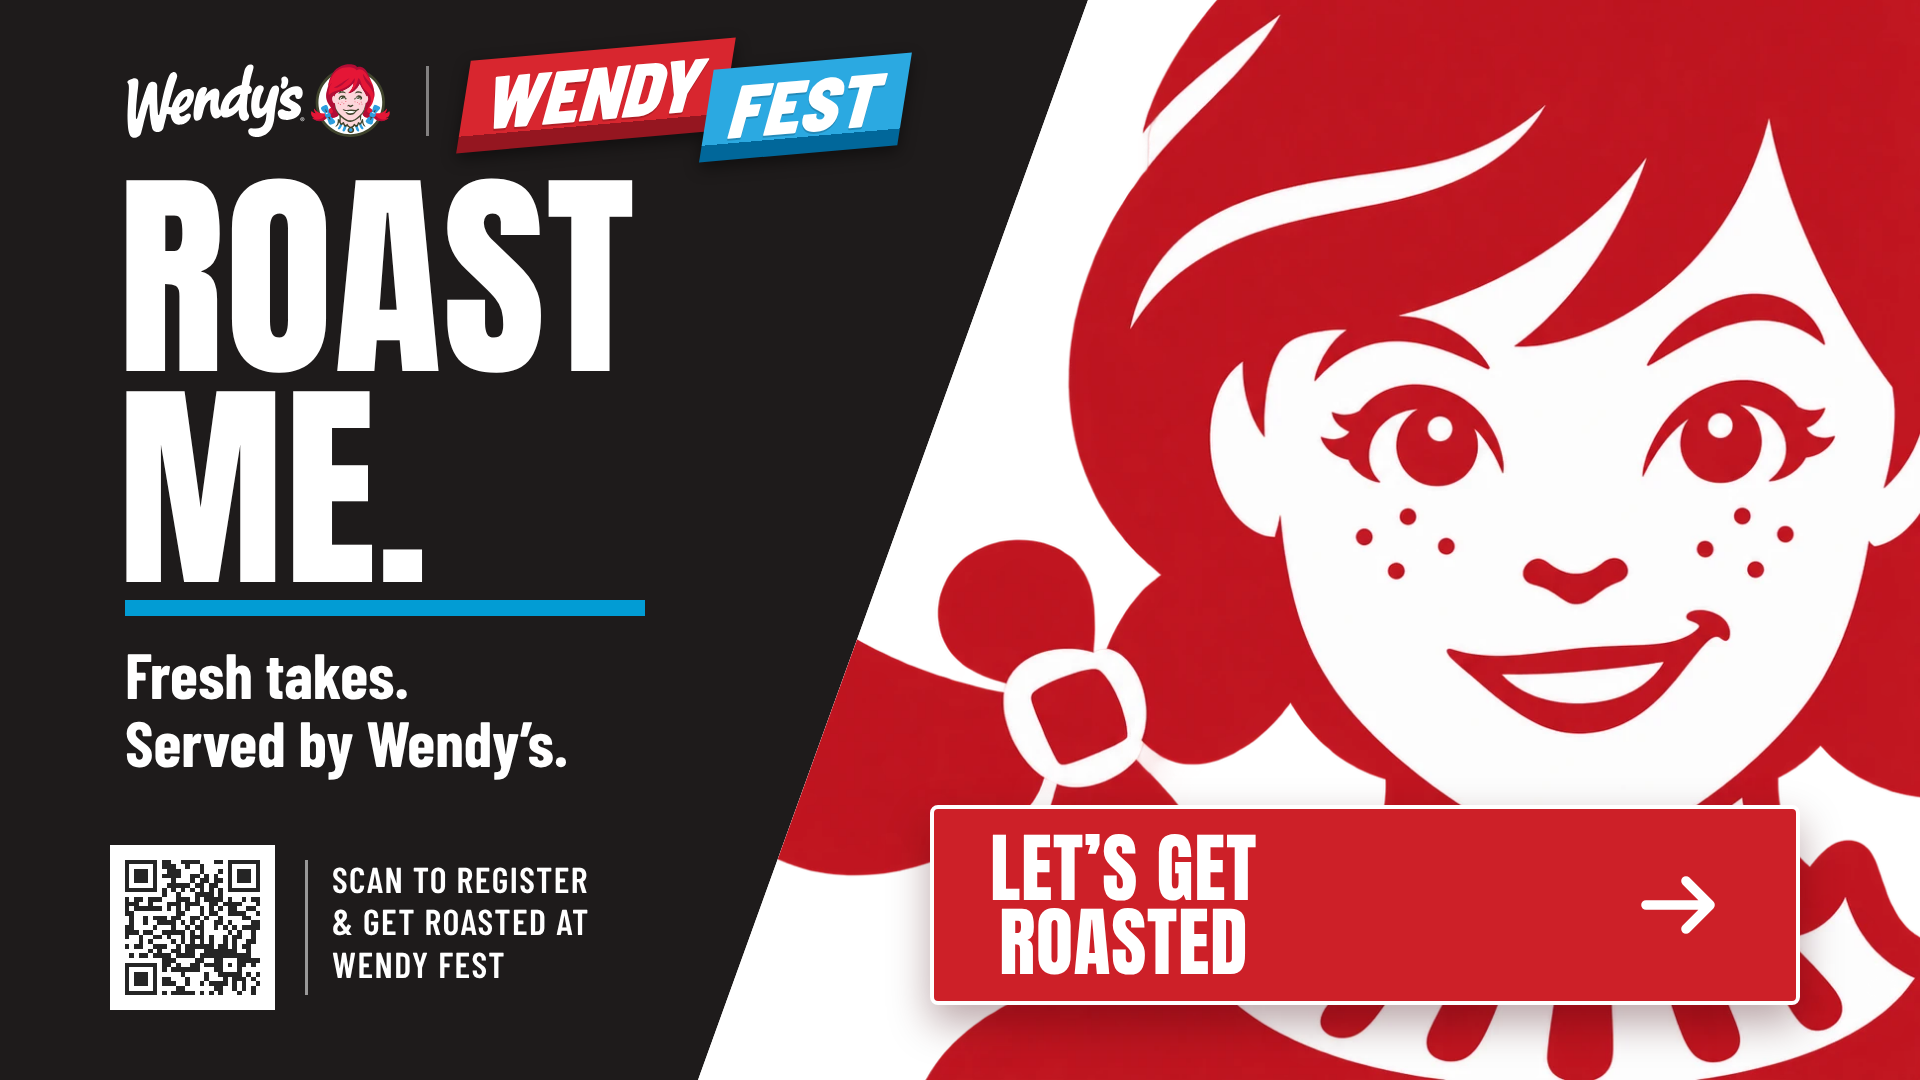 Wendy's
WENDY
FEST
ROAST
ME.
Fresh takes.
Served by Wendy’s.
SCAN TO REGISTER
& GET ROASTED AT
WENDY FEST
LET’S GET
ROASTED